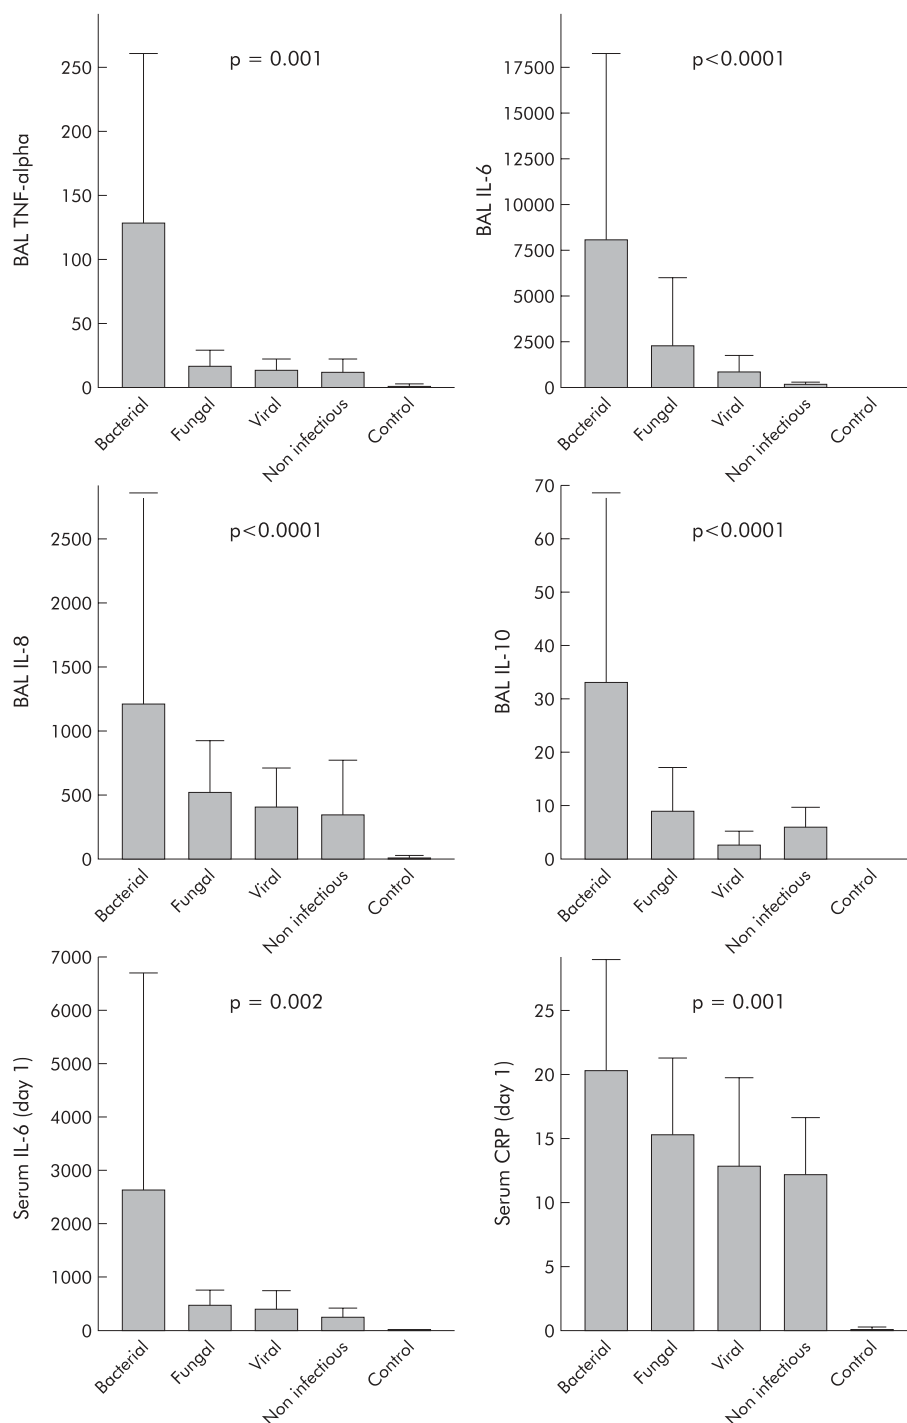 BAL TNF-alpha
250
200
150
100
50
0
p = 0.001
Bacterial
Fungal
Viral
Non infectious
Control
BAL IL-6
17500
15000
12500
10000
7500
5000
2500
0
p<0.0001
Bacterial
Fungal
Viral
Non infectious
Control
BAL IL-8
2500
2000
1500
1000
500
0
p<0.0001
Bacterial
Fungal
Viral
Non infectious
Control
BAL IL-10
70
60
50
40
30
20
10
0
p<0.0001
Bacterial
Fungal
Viral
Non infectious
Control
Serum IL-6 (day 1)
7000
6000
5000
4000
3000
2000
1000
0
p = 0.002
Bacterial
Fungal
Viral
Non infectious
Control
Serum CRP (day 1)
25
20
15
10
5
0
p = 0.001
Bacterial
Fungal
Viral
Non infectious
Control